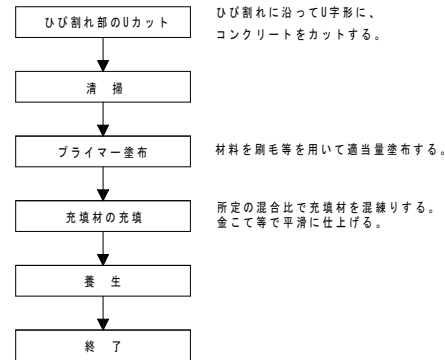 ひび割れ部のUカット
ひび割れに沿ってU字形に、
コンクリートをカットする。
清　掃
プライマー塗布
材料を刷毛等を用いて適当量塗布する。
充填材の充填
所定の混合比で充填材を混練りする。
金こて等で平滑に仕上げる。
養　生
終　了